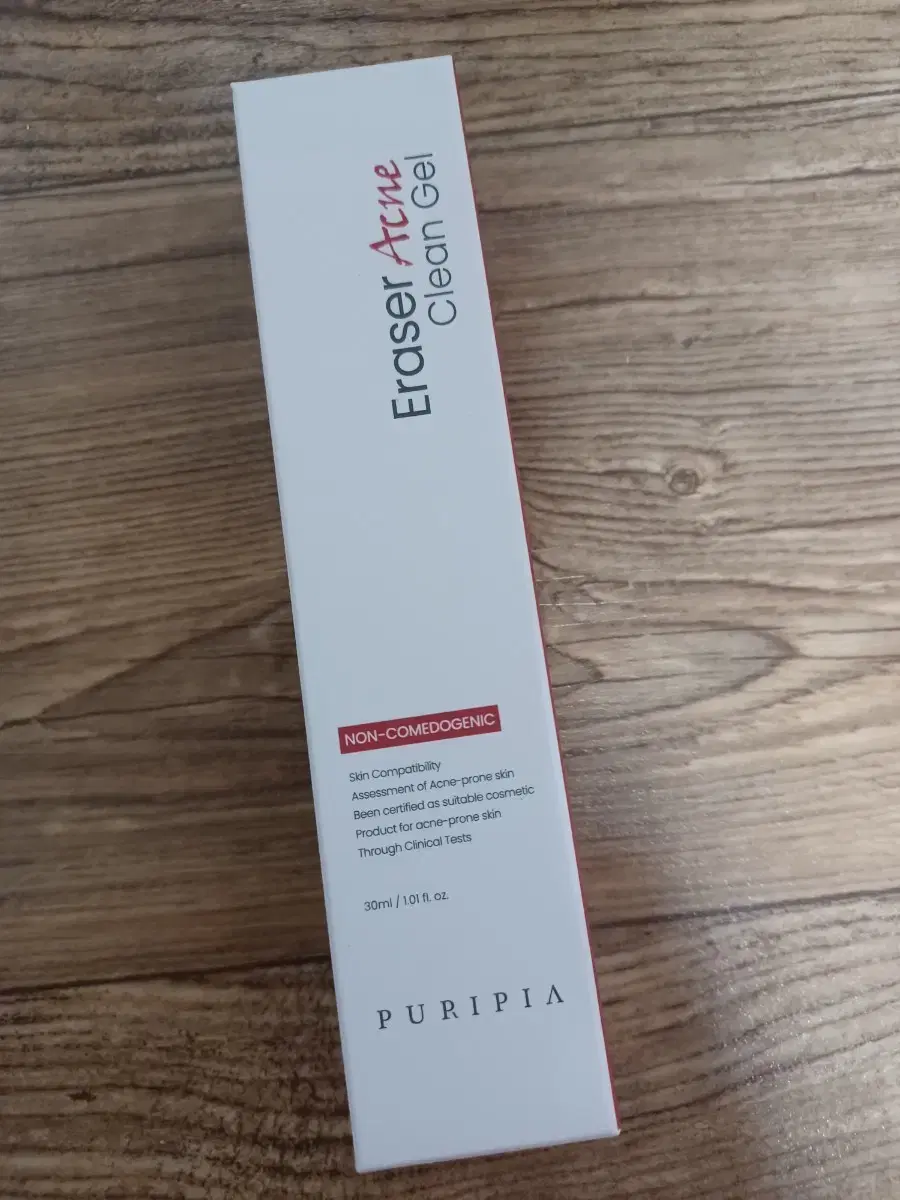 Eraser Acne
Clean Gel
NON-COMEDOGENIC
Skin Compatibility
Assessment of Acne-prone skin
Been certified as suitable cosmetic
Product for acne-prone skin
Through Clinical Tests
30ml / 1.01 fl. oz.
PURIPIA